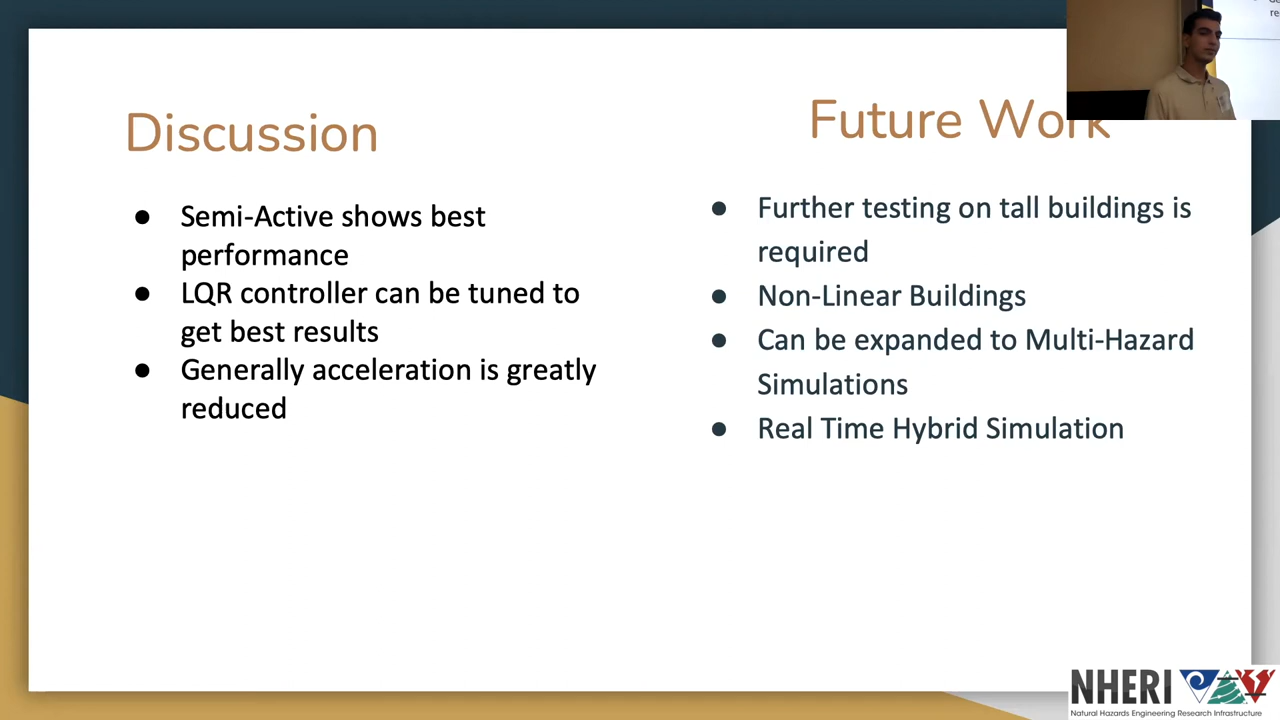 Discussion
● Semi-Active shows best
performance
● LQR controller can be tuned to
get best results
● Generally acceleration is greatly
reduced
Future Work
● Further testing on tall buildings is
required
● Non-Linear Buildings
● Can be expanded to Multi-Hazard
Simulations
● Real Time Hybrid Simulation
NHERI
Natural Hazards Engineering Research Infrastructure